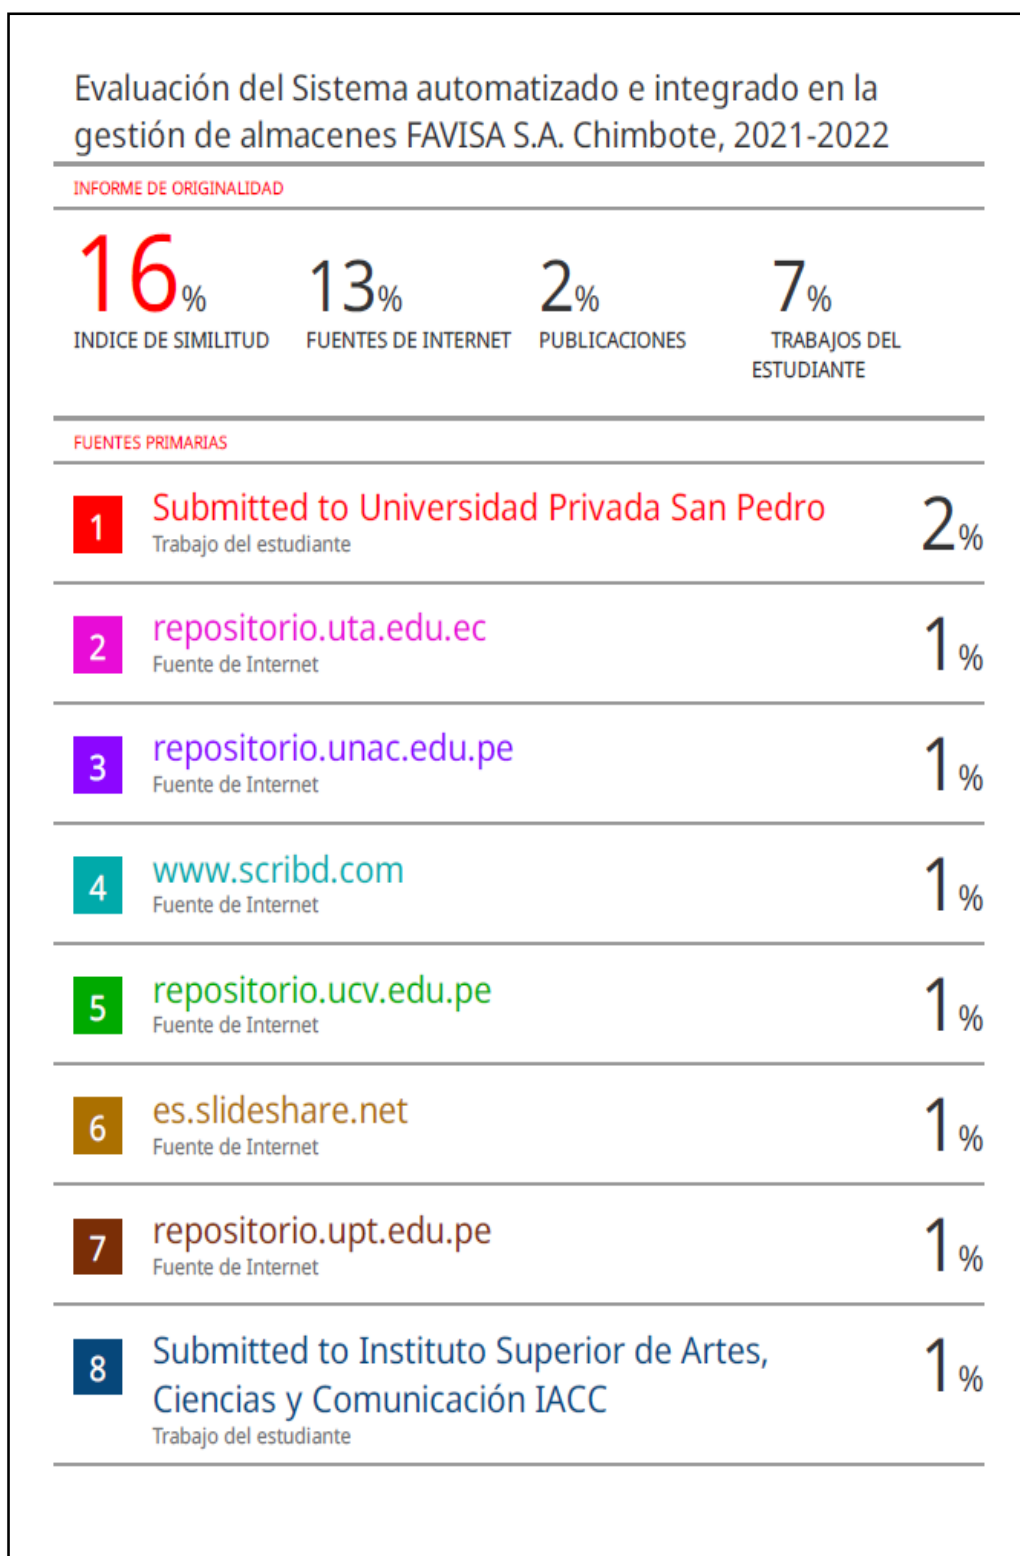 Evaluación del Sistema automatizado e integrado en la
gestión de almacenes FAVISA S.A. Chimbote, 2021-2022
INFORME DE ORIGINALIDAD
16% 13% 2% 7%
INDICE DE SIMILITUD FUENTES DE INTERNET PUBLICACIONES TRABAJOS DEL
ESTUDIANTE
FUENTES PRIMARIAS
1 Submitted to Universidad Privada San Pedro 2%
Trabajo del estudiante
2 repositorio.uta.edu.ec 1%
Fuente de Internet
3 repositorio.unac.edu.pe 1%
Fuente de Internet
4 www.scribd.com 1%
Fuente de Internet
5 repositorio.ucv.edu.pe 1%
Fuente de Internet
6 es.slideshare.net 1%
Fuente de Internet
7 repositorio.upt.edu.pe 1%
Fuente de Internet
8 Submitted to Instituto Superior de Artes, 1%
Ciencias y Comunicación IACC
Trabajo del estudiante